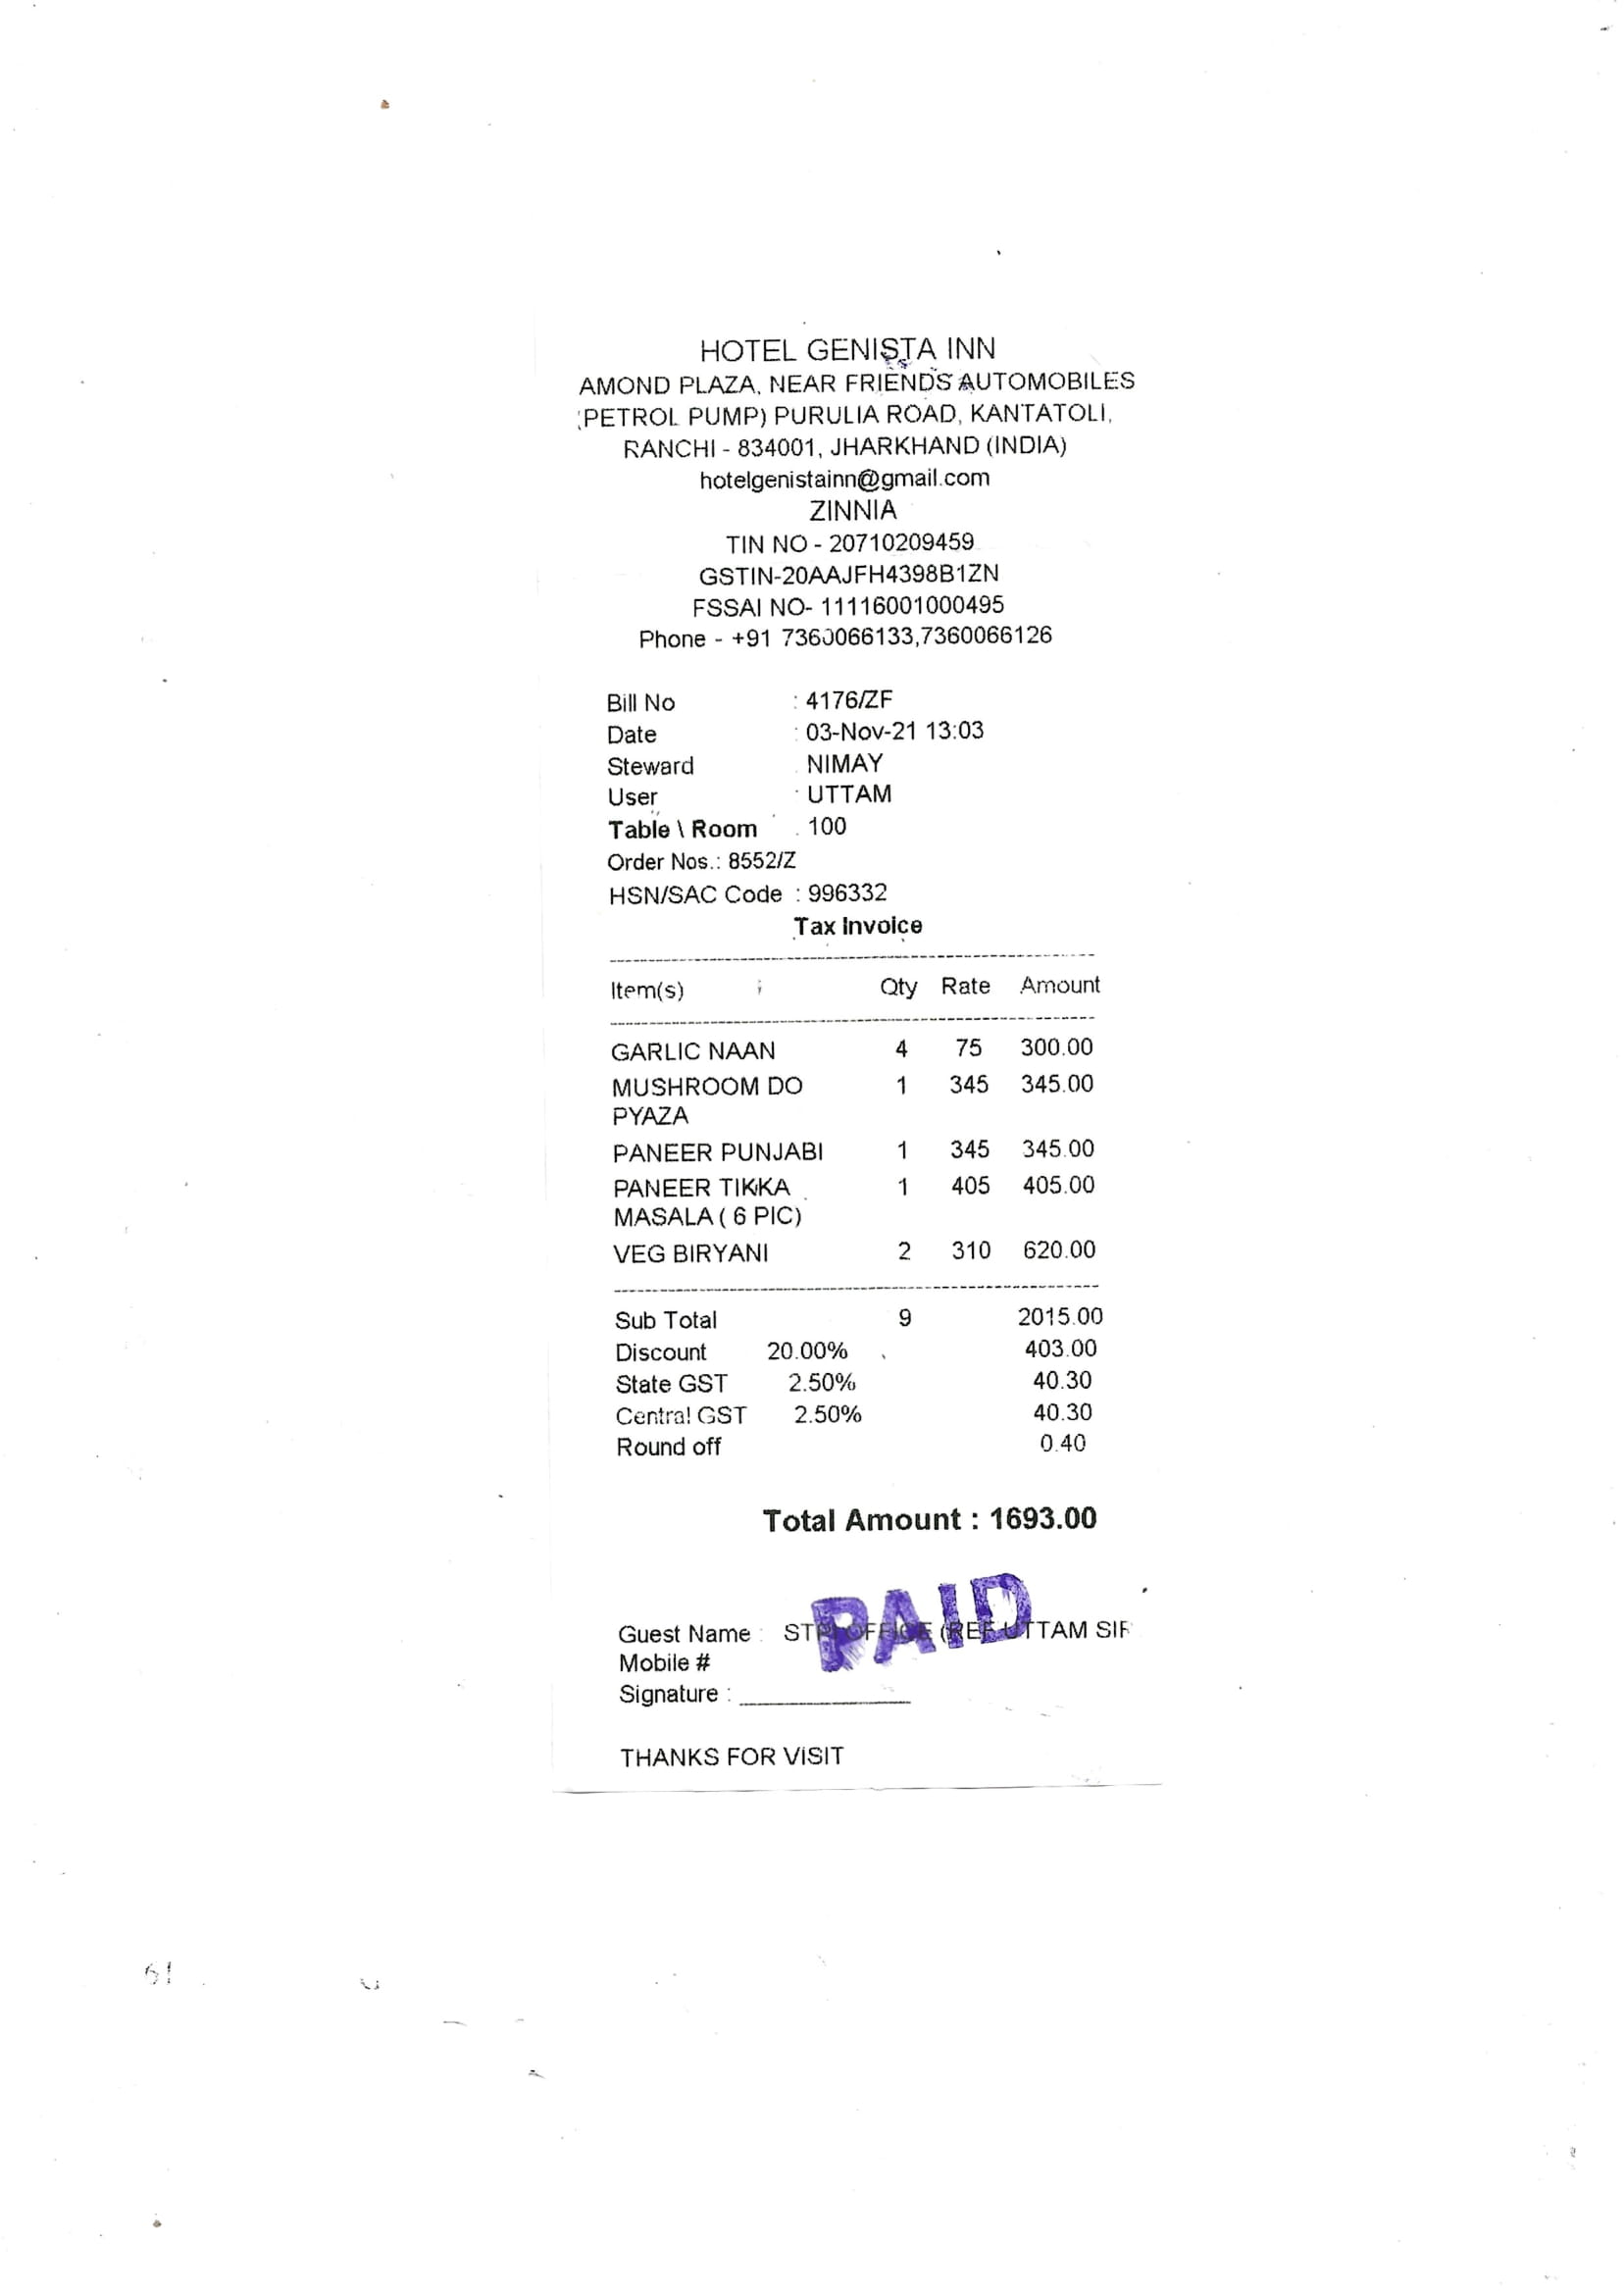 HOTEL GENISTA INN
AMOND PLAZA, NEAR FRIENDS AUTOMOBILES
(PETROL PUMP) PURULIA ROAD, KANTATOLI,
RANCHI - 834001, JHARKHAND (INDIA)
hotelgenistainn@gmail.com
ZINNIA
TIN NO - 20710209459
GSTIN-20AAJFH4398B1ZN
FSSAI NO- 11116001000495
Phone - +91 7360066133,7360066126
Bill No : 4176/ZF
Date : 03-Nov-21 13:03
Steward : NIMAY
User : UTTAM
Table \ Room : 100
Order Nos.: 8552/Z
HSN/SAC Code : 996332
Tax Invoice
Item(s) Qty Rate Amount
GARLIC NAAN 4 75 300.00
MUSHROOM DO 1 345 345.00
PYAZA
PANEER PUNJABI 1 345 345.00
PANEER TIKKA 1 405 405.00
MASALA ( 6 PIC)
VEG BIRYANI 2 310 620.00
Sub Total 9 2015.00
Discount 20.00% 403.00
State GST 2.50% 40.30
Central GST 2.50% 40.30
Round off 0.40
Total Amount : 1693.00
PAID
Guest Name : STPI OFFICE (REF UTTAM SIR
Mobile #
Signature :
THANKS FOR VISIT